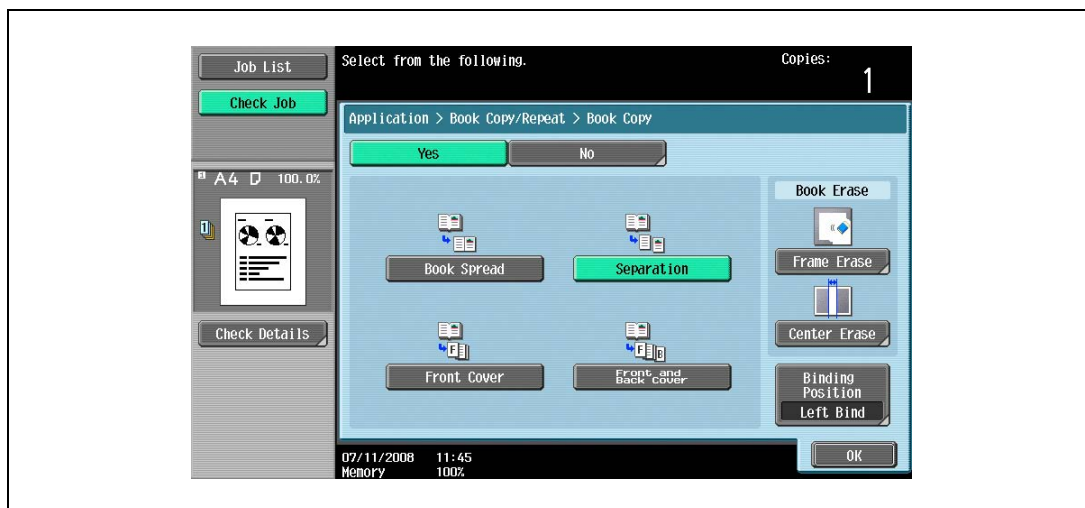 Job List
Check Job
Select from the following.
Copies:
1
Application > Book Copy/Repeat > Book Copy
Yes
No
A4 100.0%
1
Book Spread
Separation
Front Cover
F
Front and
Back cover
F B
Book Erase
Frame Erase
Center Erase
Binding
Position
Left Bind
Check Details
07/11/2008 11:45
Memory 100%
OK